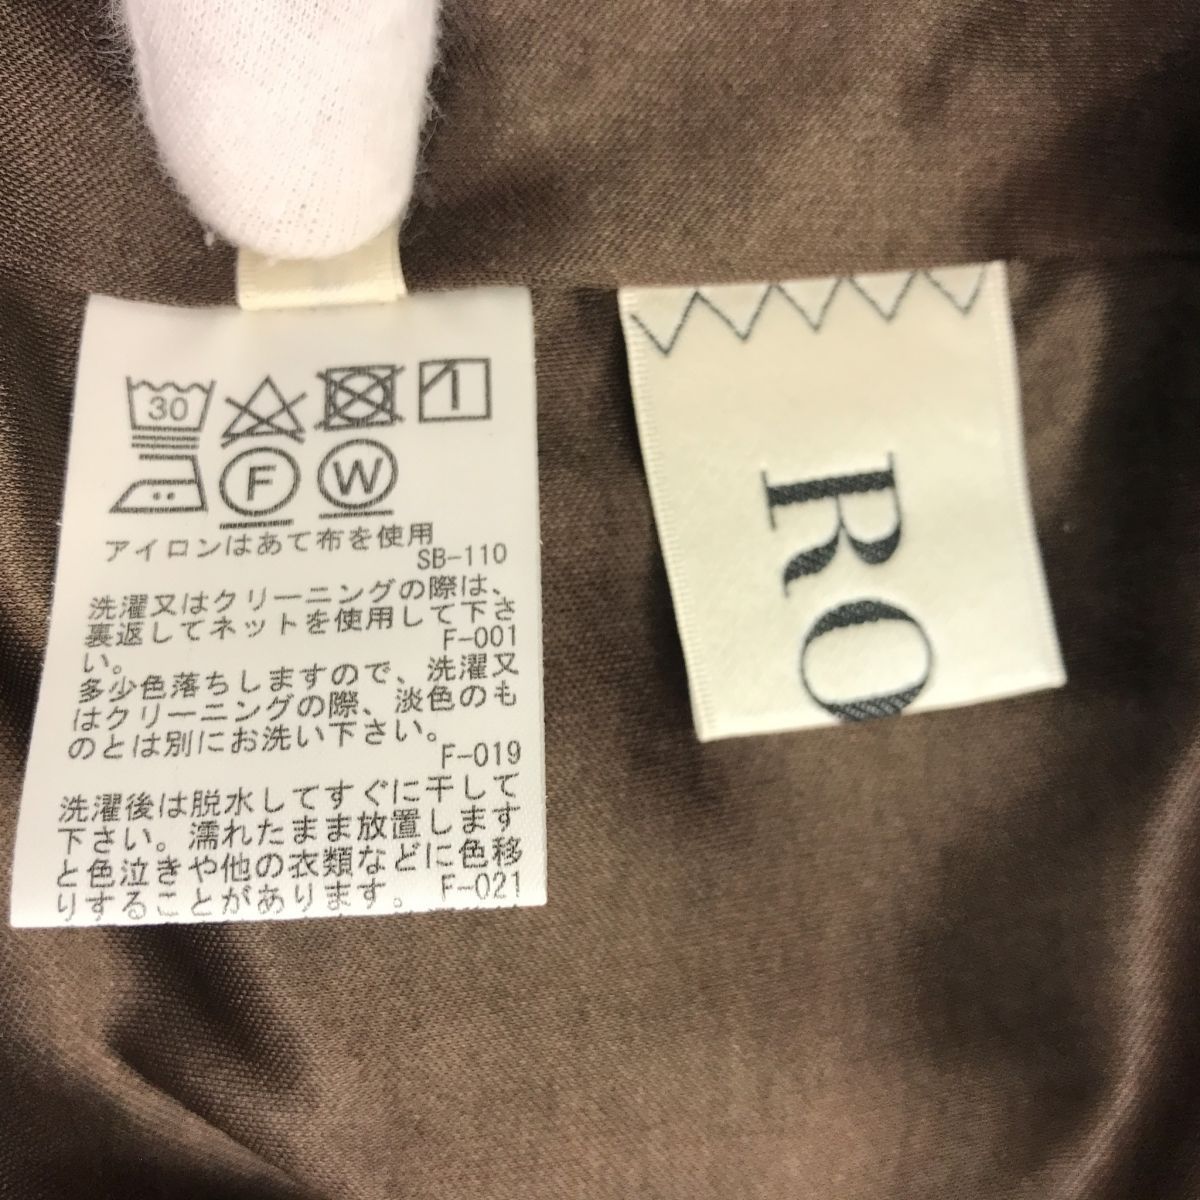 30
F
W
アイロンはあて布を使用
SB-110
洗濯又はクリーニングの際は、
裏返してネットを使用して下さ
い。
F-001
多少色落ちしますので、洗濯又
はクリーニングの際、淡色のも
のとは別にお洗い下さい。
F-019
洗濯後は脱水してすぐに干して
下さい。濡れたまま放置します
と色泣きや他の衣類などに色移
りすることがあります。
F-021
RO